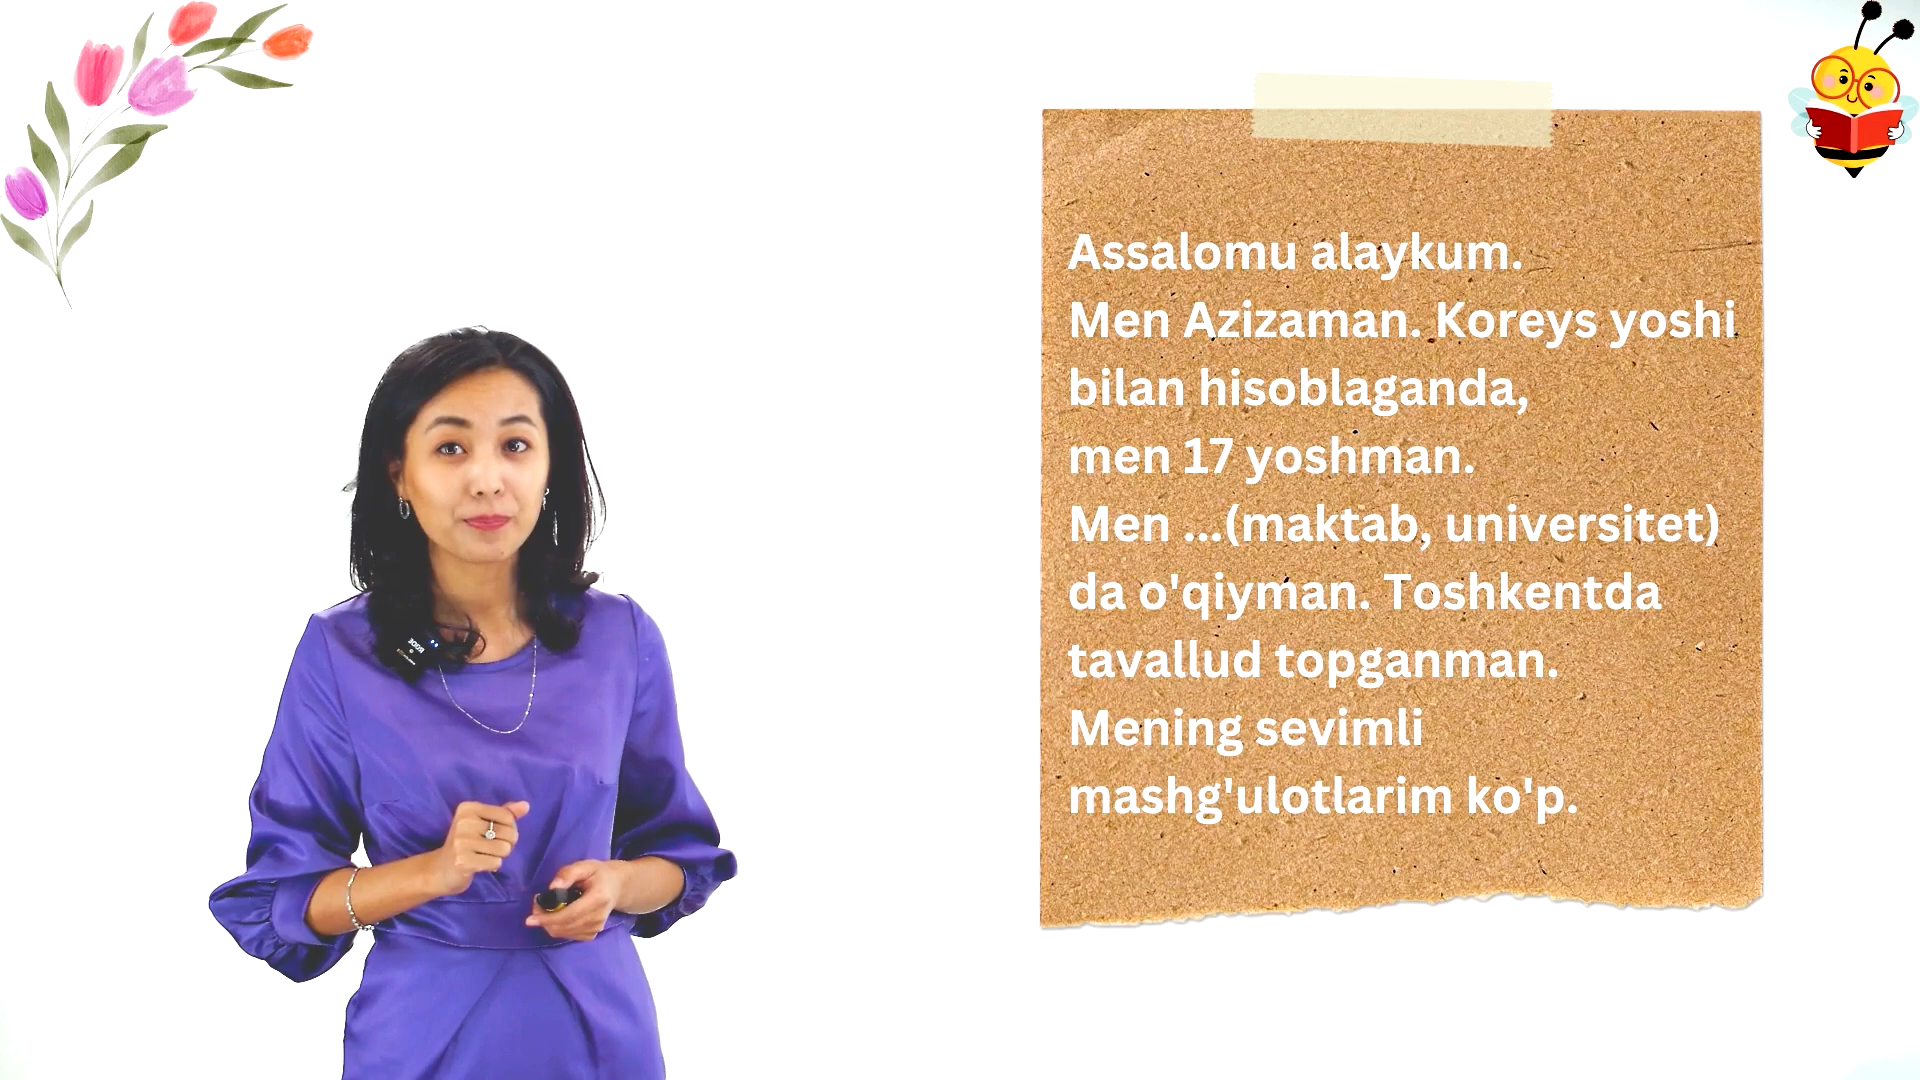 Assalomu alaykum.
Men Azizaman. Koreys yoshi
bilan hisoblaganda,
men 17 yoshman.
Men ...(maktab, universitet)
da o'qiyman. Toshkentda
tavallud topganman.
Mening sevimli
mashg'ulotlarim ko'p.